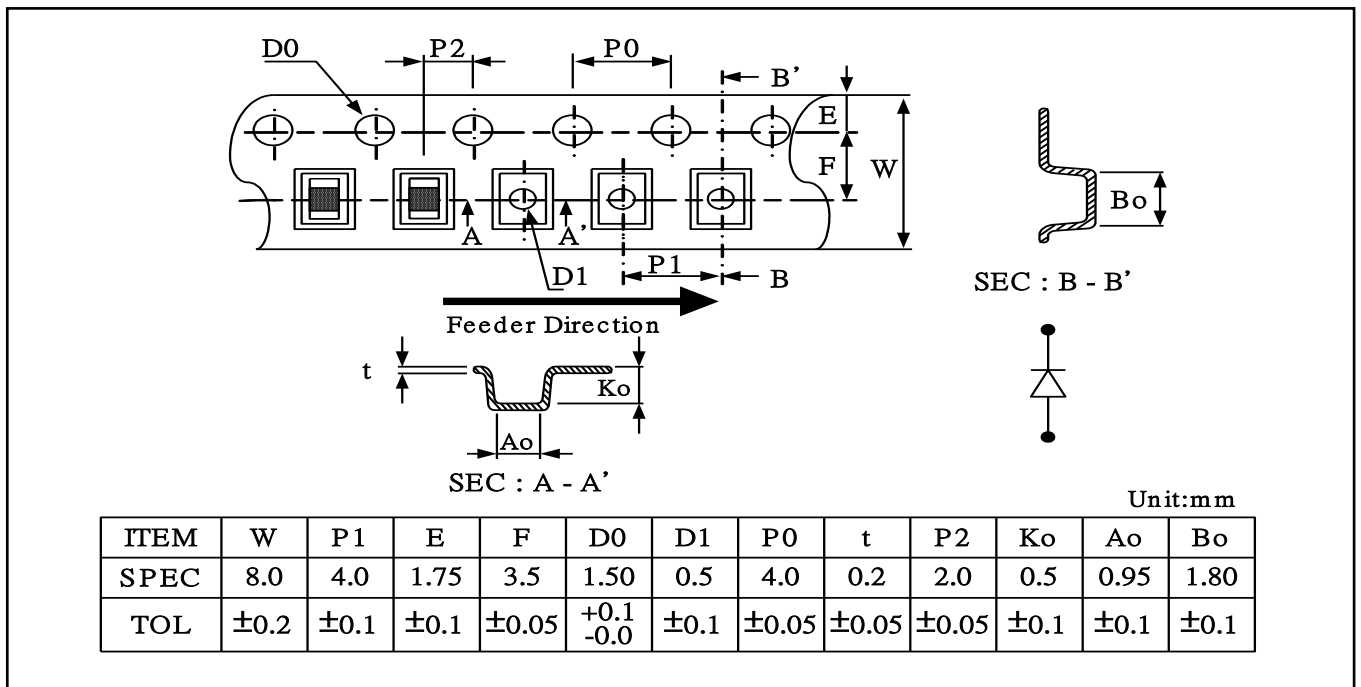 D0
P2
P0
B'
E
F
W
A
A'
D1
P1
B
Feeder Direction
Bo
SEC : B - B'
t
Ko
Ao
SEC : A - A'
Unit:mm
ITEM W P1 E F D0 D1 P0 t P2 Ko Ao Bo
SPEC 8.0 4.0 1.75 3.5 1.50 0.5 4.0 0.2 2.0 0.5 0.95 1.80
TOL ±0.2 ±0.1 ±0.1 ±0.05 +0.1 -0.0 ±0.1 ±0.05 ±0.05 ±0.05 ±0.1 ±0.1 ±0.1